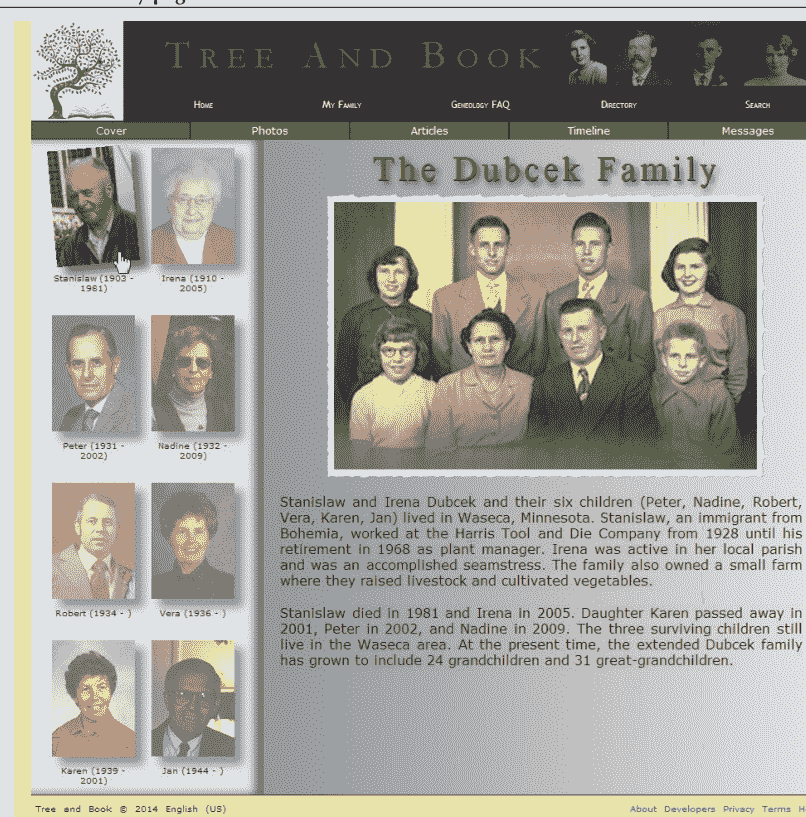 TREE AND BOOK
HOME MY FAMILY GENEOLOGY FAQ DIRECTORY SEARCH
Cover Photos Articles Timeline Messages
The Dubcek Family
Stanislaw (1903 -
1981)
Irena (1910 -
2005)
Peter (1931 -
2002)
Nadine (1932 -
2009)
Robert (1934 - )
Vera (1936 - )
Karen (1939 -
2001)
Jan (1944 - )
Stanislaw and Irena Dubcek and their six children (Peter, Nadine, Robert,
Vera, Karen, Jan) lived in Waseca, Minnesota. Stanislaw, an immigrant from
Bohemia, worked at the Harris Tool and Die Company from 1928 until his
retirement in 1968 as plant manager. Irena was active in her local parish
and was an accomplished seamstress. The family also owned a small farm
where they raised livestock and cultivated vegetables.
Stanislaw died in 1981 and Irena in 2005. Daughter Karen passed away in
2001, Peter in 2002, and Nadine in 2009. The three surviving children still
live in the Waseca area. At the present time, the extended Dubcek family
has grown to include 24 grandchildren and 31 great-grandchildren.
Tree and Book © 2014 English (US) About Developers Privacy Terms